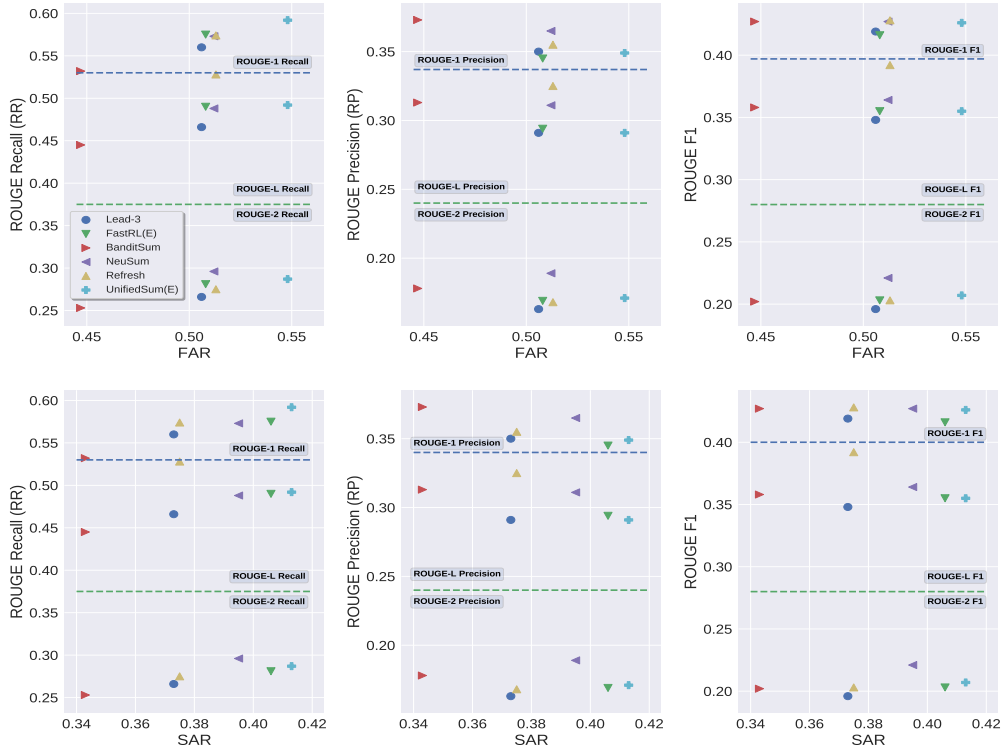 0.60
0.55
0.50
0.45
0.40
0.35
0.30
0.25
ROUGE Recall (RR)
ROUGE-1 Recall
ROUGE-L Recall
ROUGE-2 Recall
Lead-3
FastRL(E)
BanditSum
NeuSum
Refresh
UnifiedSum(E)
0.45 0.50 0.55
FAR
0.35
0.30
0.25
0.20
ROUGE Precision (RP)
ROUGE-1 Precision
ROUGE-L Precision
ROUGE-2 Precision
0.45 0.50 0.55
FAR
0.40
0.35
0.30
0.25
0.20
ROUGE F1
ROUGE-1 F1
ROUGE-L F1
ROUGE-2 F1
0.45 0.50 0.55
FAR
0.60
0.55
0.50
0.45
0.40
0.35
0.30
0.25
ROUGE Recall (RR)
ROUGE-1 Recall
ROUGE-L Recall
ROUGE-2 Recall
0.34 0.36 0.38 0.40 0.42
SAR
0.35
0.30
0.25
0.20
ROUGE Precision (RP)
ROUGE-1 Precision
ROUGE-L Precision
ROUGE-2 Precision
0.34 0.36 0.38 0.40 0.42
SAR
0.40
0.35
0.30
0.25
0.20
ROUGE F1
ROUGE-1 F1
ROUGE-L F1
ROUGE-2 F1
0.34 0.36 0.38 0.40 0.42
SAR